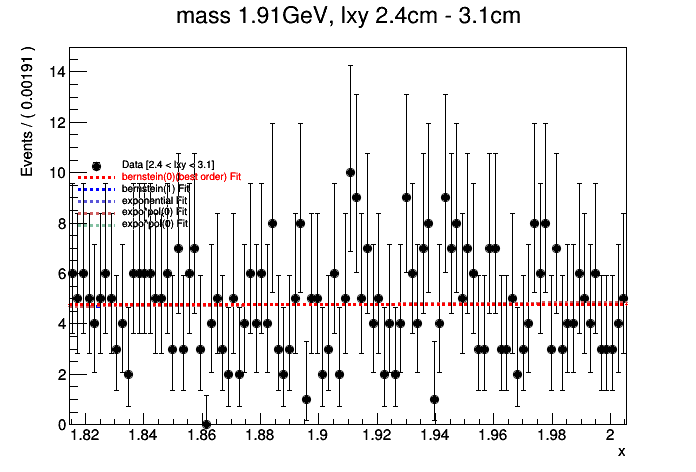 mass 1.91GeV, lxy 2.4cm - 3.1cm
Events / ( 0.00191 )
14
12
10
8
6
4
2
0
Data [2.4 < lxy < 3.1]
bernstein(0)(best order) Fit
bernstein(1) Fit
exponential Fit
expo*pol(0) Fit
expo*pol(0) Fit
1.82 1.84 1.86 1.88 1.9 1.92 1.94 1.96 1.98 2
x